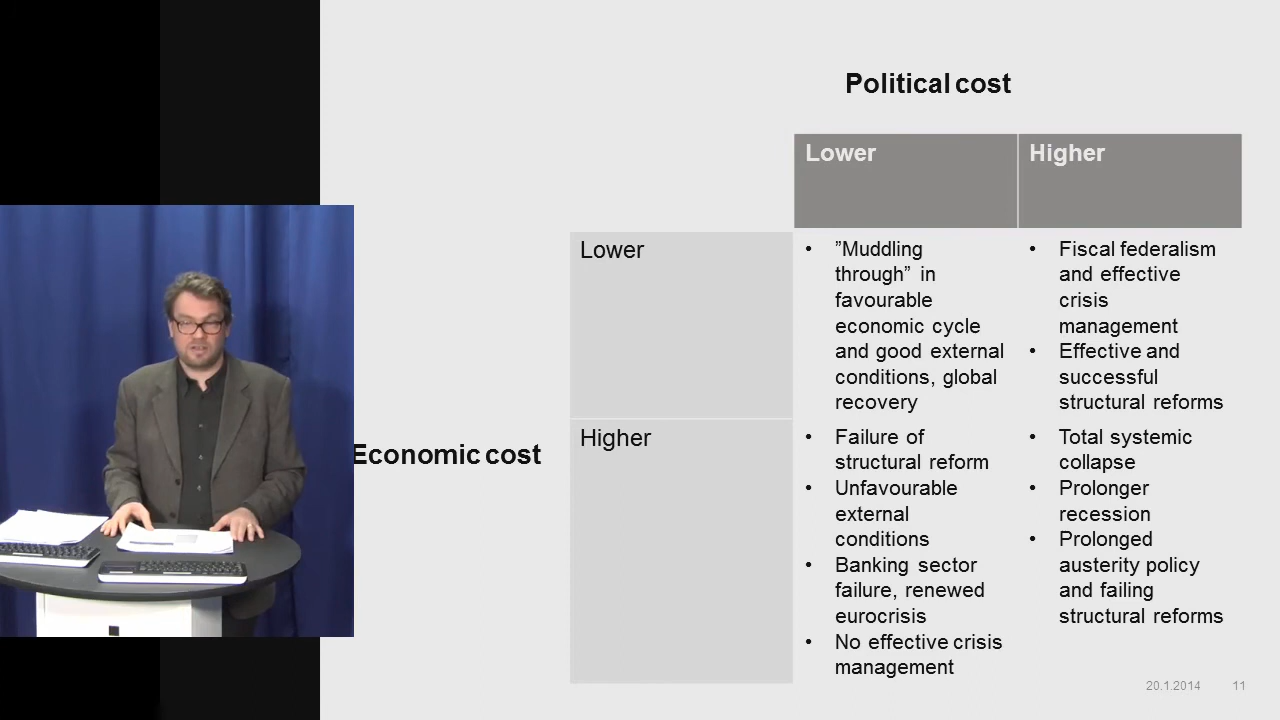 Political cost
Lower
Higher
Economic cost
Lower
•	”Muddling
through” in
favourable
economic cycle
and good external
conditions, global
recovery
•	Fiscal federalism
and effective
crisis
management
•	Effective and
successful
structural reforms
Higher
•	Failure of
structural reform
•	Unfavourable
external
conditions
•	Banking sector
failure, renewed
eurocrisis
•	No effective crisis
management
•	Total systemic
collapse
•	Prolonger
recession
•	Prolonged
austerity policy
and failing
structural reforms
20.1.2014
11